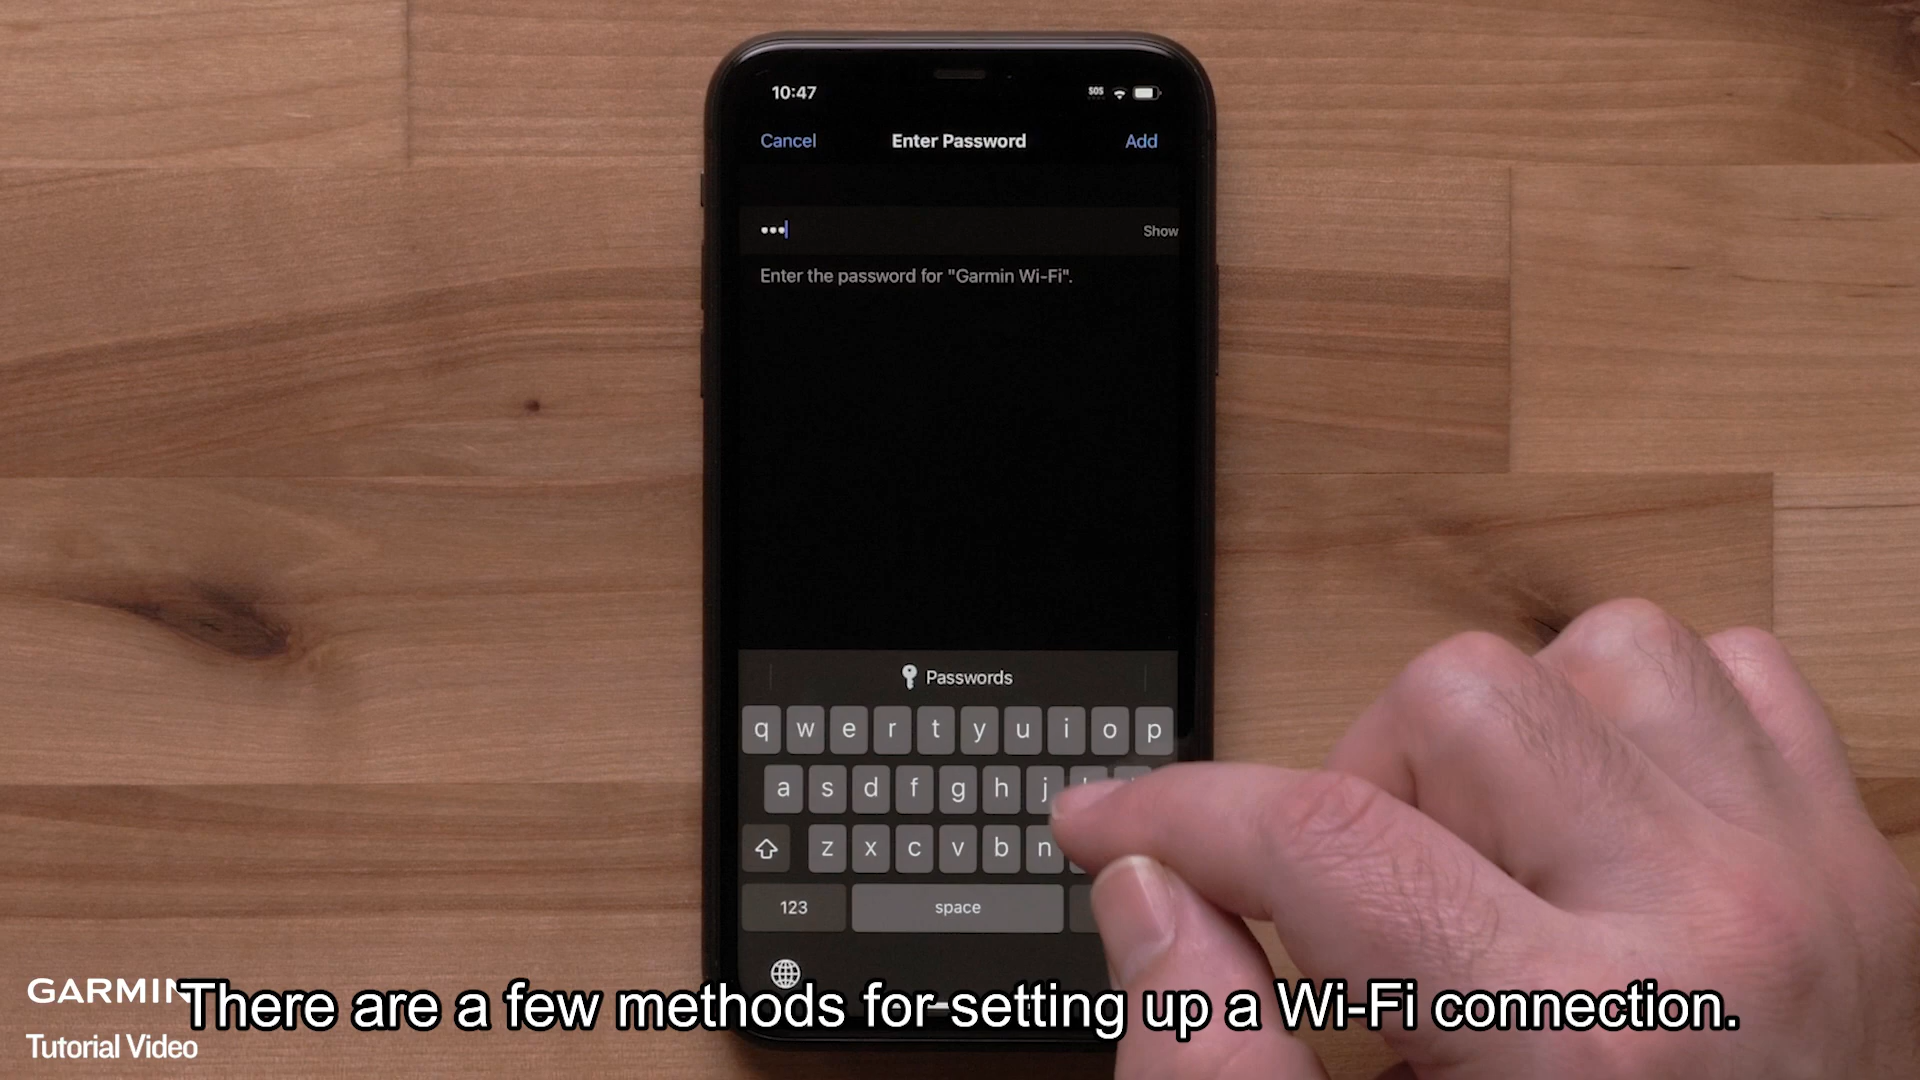 10:47
SOS
Cancel Enter Password Add
••• Show
Enter the password for "Garmin Wi-Fi".
Passwords
q w e r t y u i o p
a s d f g h j
z x c v b n
123 space
GARMIN
There are a few methods for setting up a Wi-Fi connection.
Tutorial Video